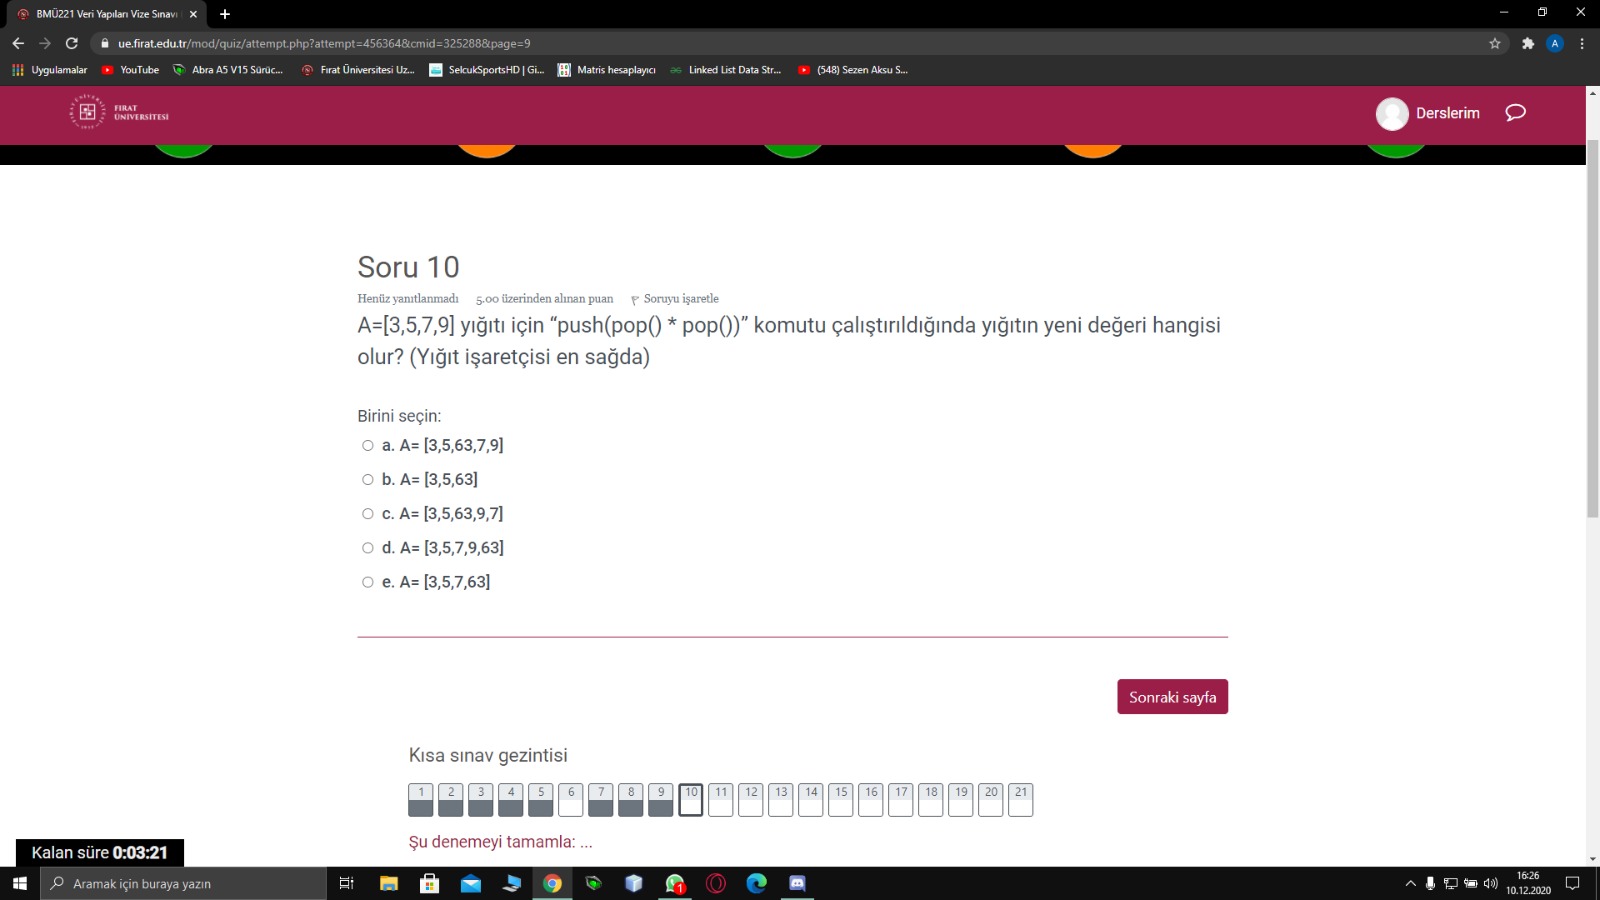 BMÜ221 Veri Yapıları Vize Sınavı
ue.firat.edu.tr/mod/quiz/attempt.php?attempt=456364&cmid=325288&page=9
A
Uygulamalar YouTube Abra A5 V15 Sürüc... Fırat Üniversitesi Uz... SelcukSportsHD | Gi... Matris hesaplayıcı Linked List Data Str... (548) Sezen Aksu S...
FIRAT
ÜNİVERSİTESİ
Derslerim
Soru 10
Henüz yanıtlanmadı 5.00 üzerinden alınan puan Soruyu işaretle
A=[3,5,7,9] yığıtı için “push(pop() * pop())” komutu çalıştırıldığında yığıtın yeni değeri hangisi
olur? (Yığıt işaretçisi en sağda)
Birini seçin:
a. A= [3,5,63,7,9]
b. A= [3,5,63]
c. A= [3,5,63,9,7]
d. A= [3,5,7,9,63]
e. A= [3,5,7,63]
Sonraki sayfa
Kısa sınav gezintisi
1 2 3 4 5 6 7 8 9 10 11 12 13 14 15 16 17 18 19 20 21
Şu denemeyi tamamla: ...
Kalan süre 0:03:21
Aramak için buraya yazın
1
16:26
10.12.2020